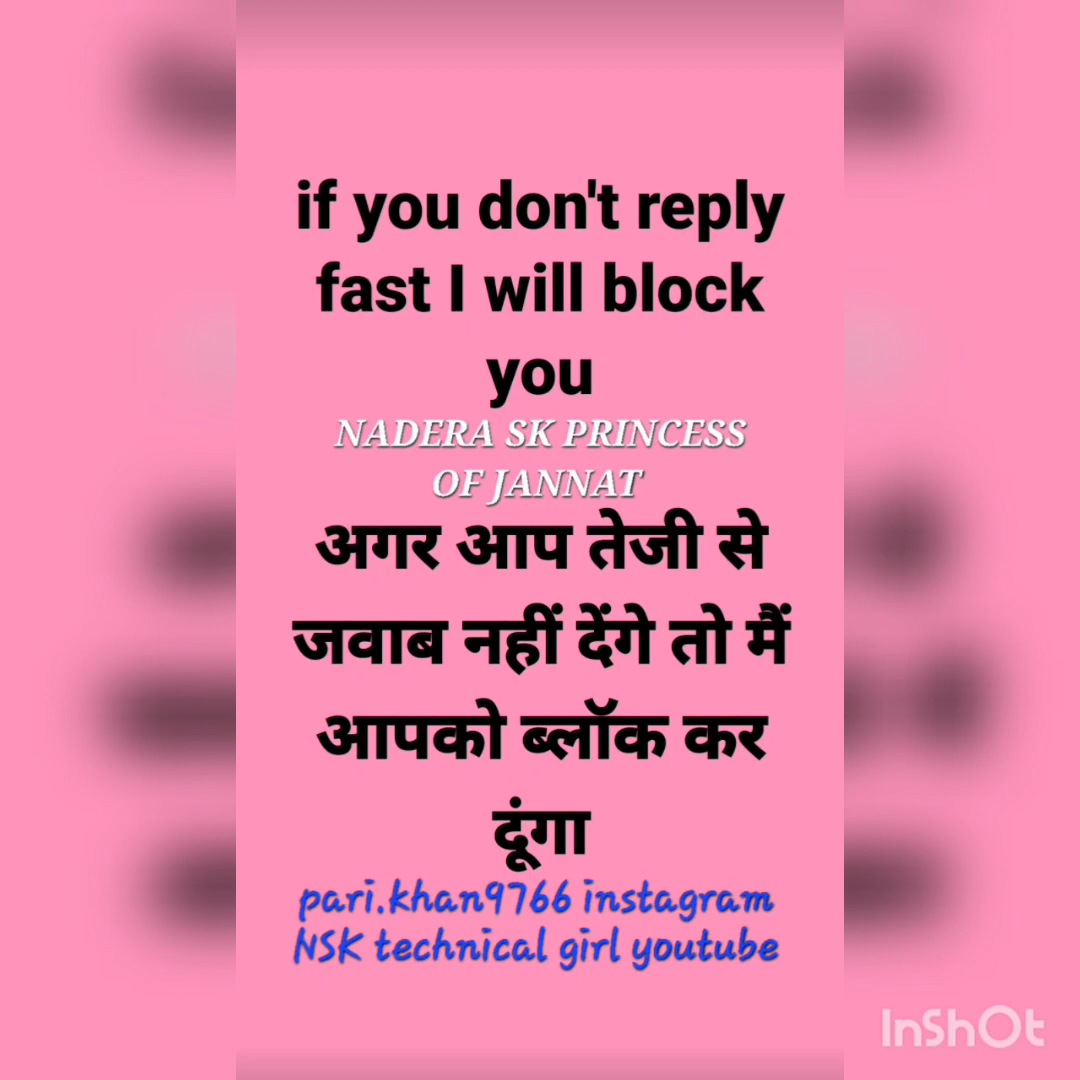 if you don't reply
fast I will block
you
NADERA SK PRINCESS
OF JANNAT
अगर आप तेजी से
जवाब नहीं देंगे तो मैं
आपको ब्लॉक कर
दूंगा
pari.khan9766 instagram
NSK technical girl youtube
InShOt